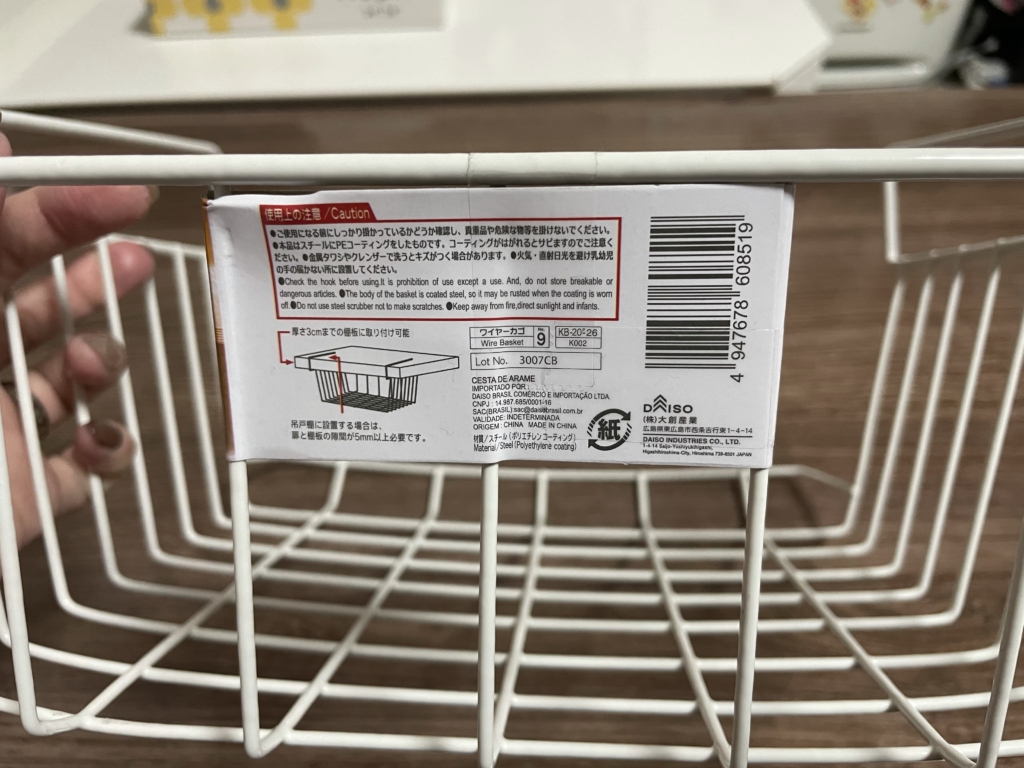 使用上の注意 /Caution
●ご使用になる前にしっかり掛かっているかどうか確認し、貴重品や危険な物等を掛けないでください。
●本品はスチールにPEコーティングをしたものです。コーティングがはがれるとサビますのでご注意く
ださい。●金属タワシやクレンザーで洗うとキズがつく場合があります。●火気・直射日光を避け乳幼児
の手の届かない所に設置してください。
●Check the hook before using.It is prohibition of use except a use. And, do not store breakable or
dangerous articles. ●The body of the basket is coated steel, so it may be rusted when the coating is worn
off.●Do not use steel scrubber not to make scratches. ●Keep away from fire,direct sunlight and infants.
厚さ3cmまでの棚板に取り付け可能
吊戸棚に設置する場合は、
扉と棚板の隙間が5mm以上必要です。
ワイヤーカゴ
Wire Basket
No.
9
KB-20-26
K002
Lot No. 3007CB
CESTA DE ARAME
IMPORTADO POR :
DAISO BRASIL COMÉRCIO E IMPORTAÇÃO LTDA.
CNPJ : 14.987.685/0001-16
SAC(BRASIL):sac@daisobrasil.com.br
VALIDADE: INDETERMINADA
ORIGEM : CHINA MADE IN CHINA
材質/スチール (ポリエチレンコーティング)
Material/Steel (Polyethylene coating)
紙
4 947678 608519
DAISO
(株)大創産業
広島県東広島市西条吉行東1-4-14
DAISO INDUSTRIES CO., LTD.
1-4-14 Saijo-Yoshiyukihigashi,
Higashihiroshima-City, Hiroshima 739-8501 JAPAN